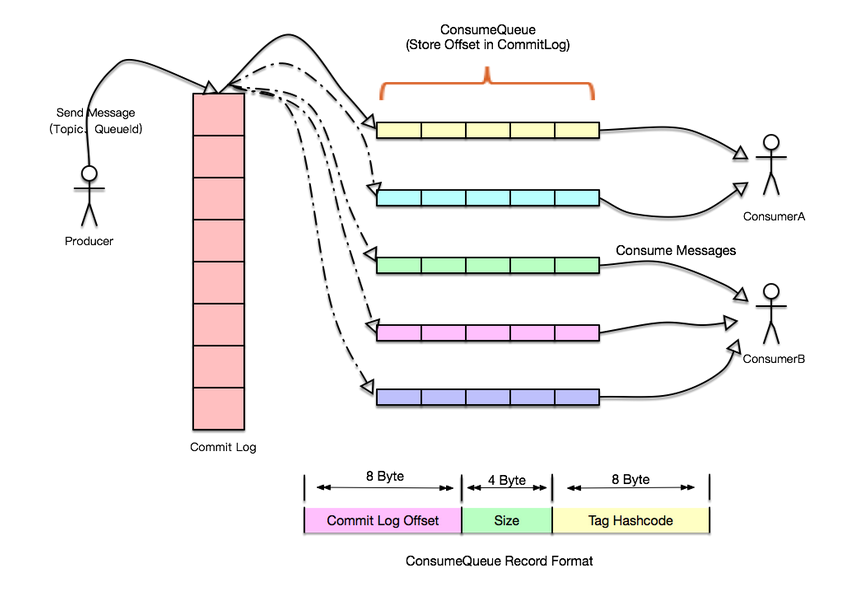 ConsumeQueue
(Store Offset in CommitLog)
Send Message
(Topic, QueueId)
Producer
ConsumerA
Consume Messages
ConsumerB
Commit Log
8 Byte
4 Byte
8 Byte
Commit Log Offset
Size
Tag Hashcode
ConsumeQueue Record Format